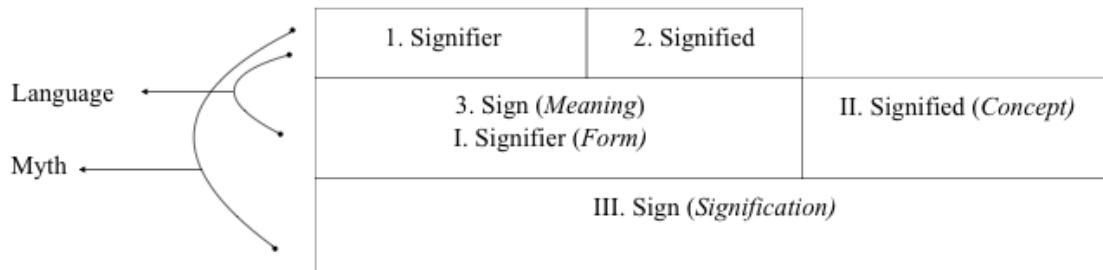 1. Signifier
2. Signified
Language
3. Sign (Meaning)
I. Signifier (Form)
II. Signified (Concept)
Myth
III. Sign (Signification)